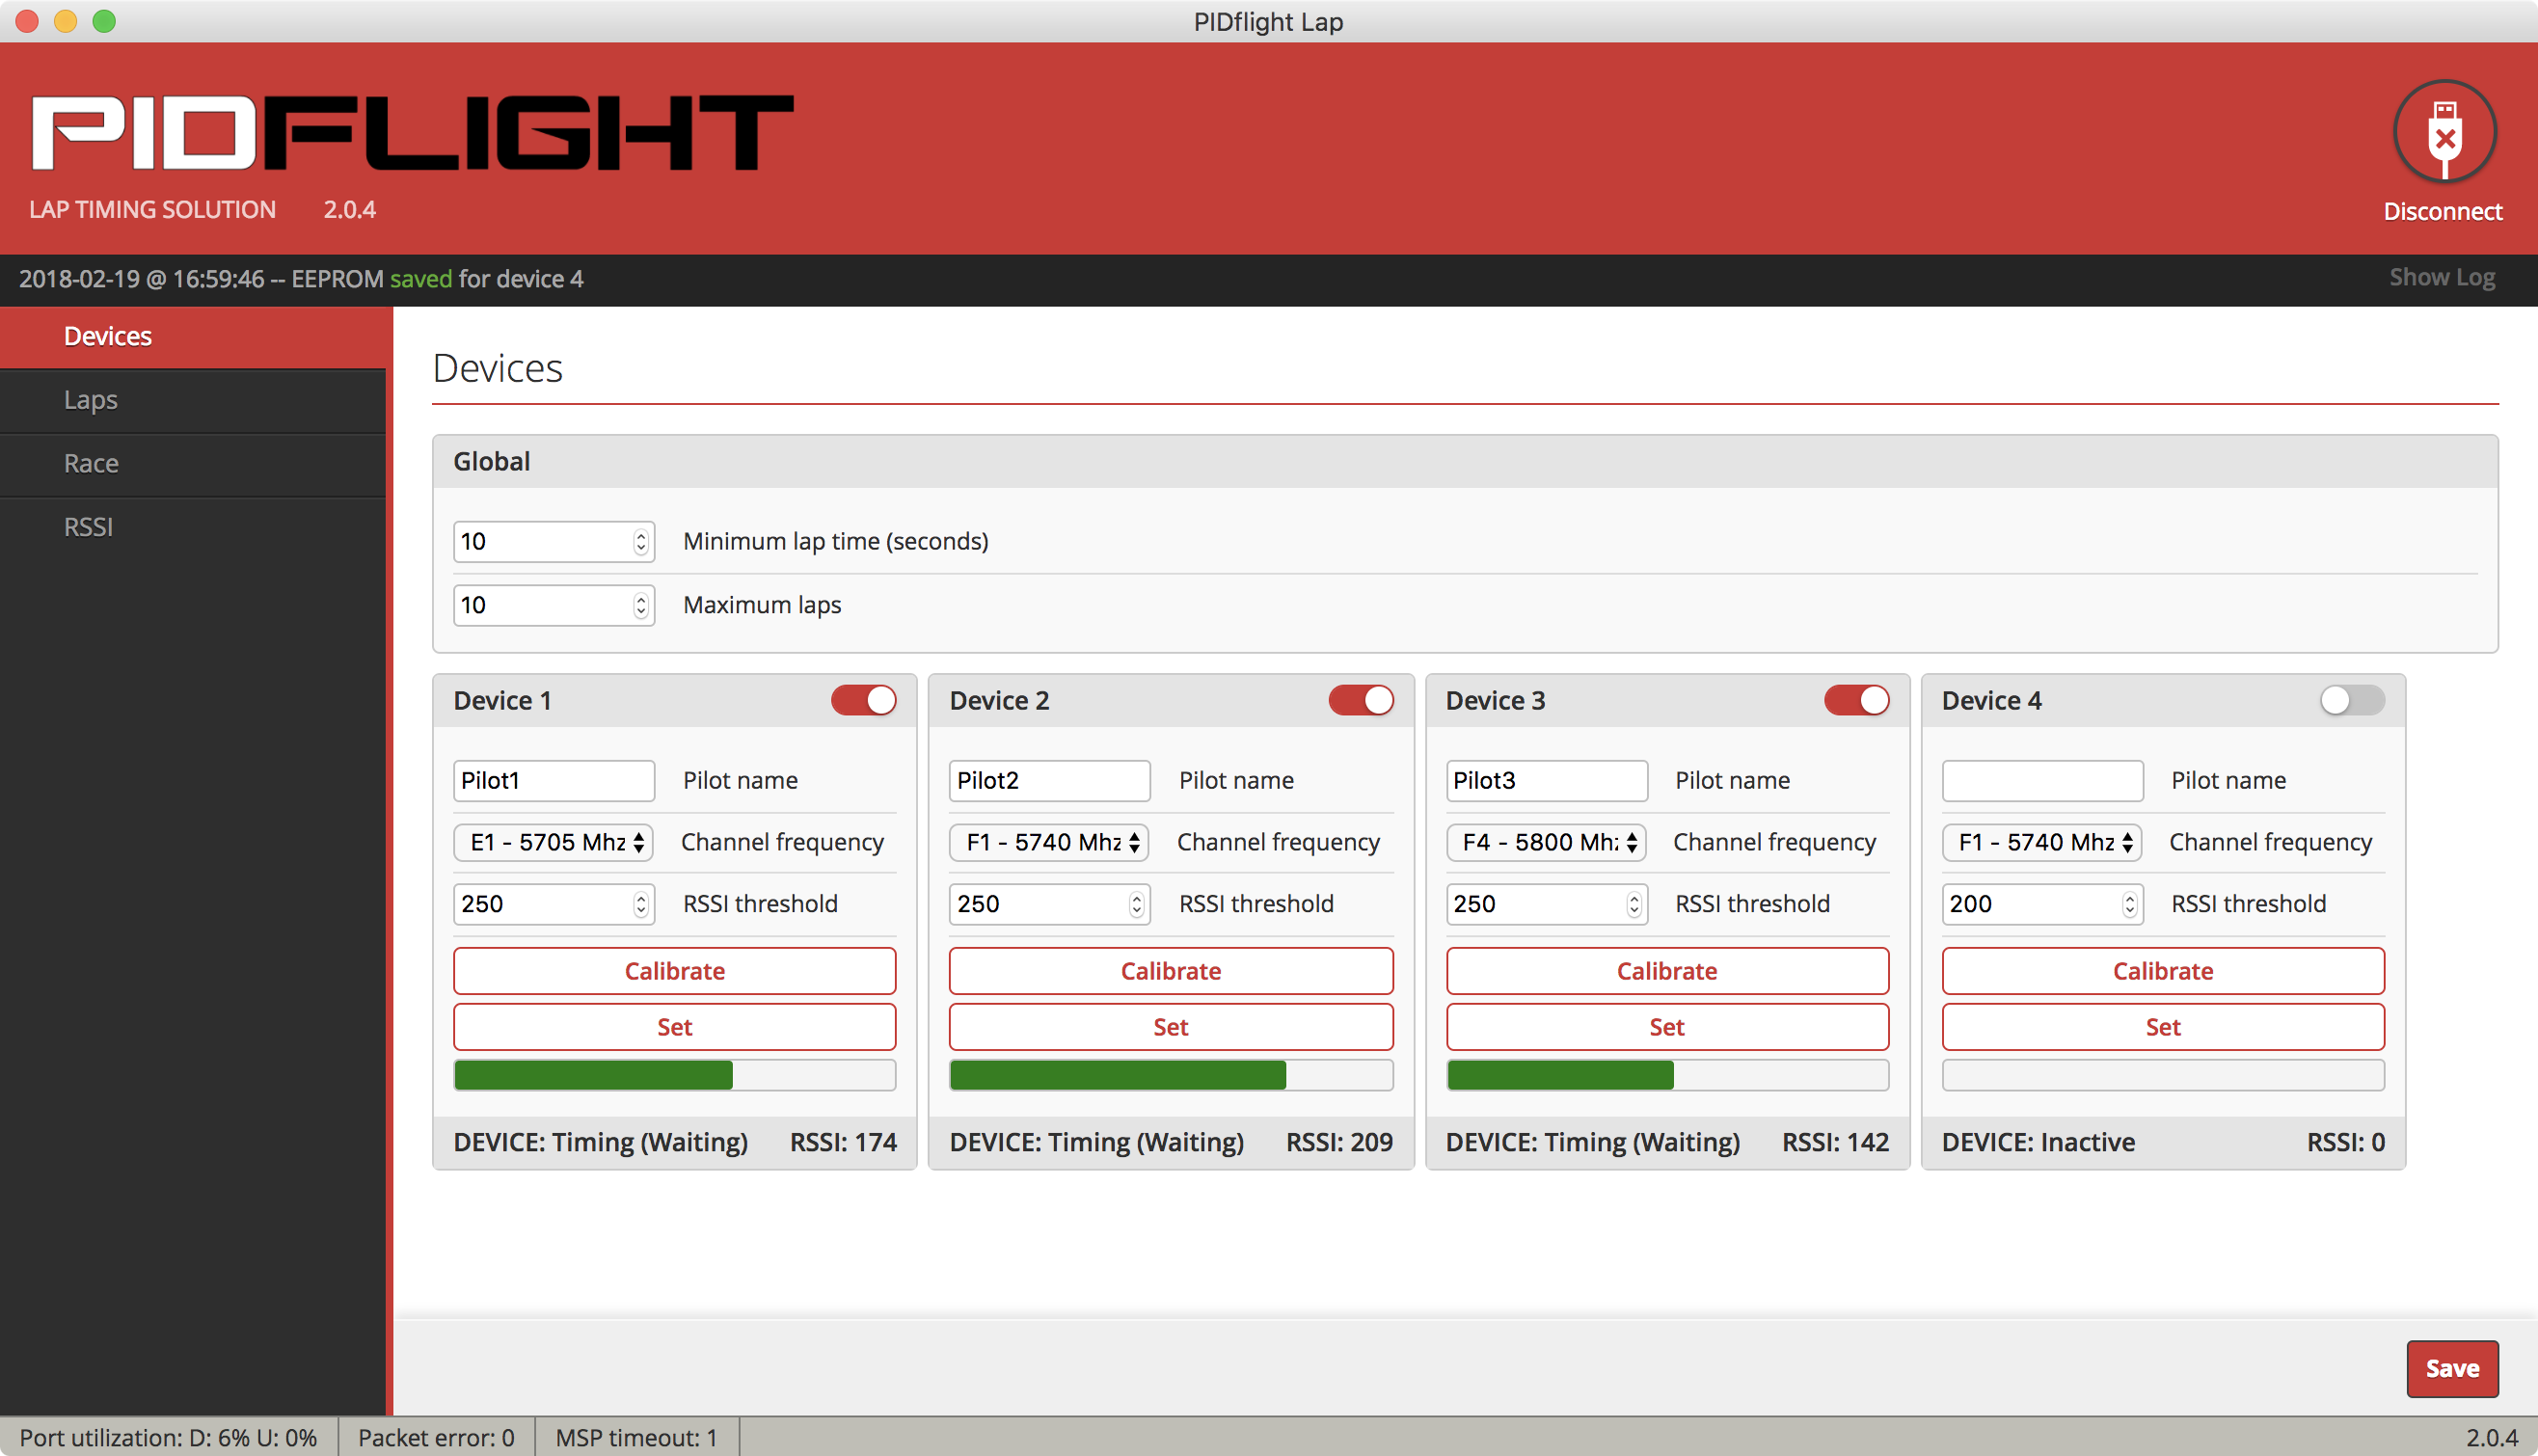 PIDflight Lap
PIDFLIGHT
LAP TIMING SOLUTION 2.0.4
Disconnect
2018-02-19 @ 16:59:46 -- EEPROM saved for device 4
Show Log
Devices
Laps
Race
RSSI
Devices
Global
10 Minimum lap time (seconds)
10 Maximum laps
Device 1
Pilot1 Pilot name
E1 - 5705 Mhz Channel frequency
250 RSSI threshold
Calibrate
Set
DEVICE: Timing (Waiting) RSSI: 174
Device 2
Pilot2 Pilot name
F1 - 5740 Mhz Channel frequency
250 RSSI threshold
Calibrate
Set
DEVICE: Timing (Waiting) RSSI: 209
Device 3
Pilot3 Pilot name
F4 - 5800 Mhz Channel frequency
250 RSSI threshold
Calibrate
Set
DEVICE: Timing (Waiting) RSSI: 142
Device 4
Pilot name
F1 - 5740 Mhz Channel frequency
200 RSSI threshold
Calibrate
Set
DEVICE: Inactive RSSI: 0
Save
Port utilization: D: 6% U: 0% Packet error: 0 MSP timeout: 1 2.0.4